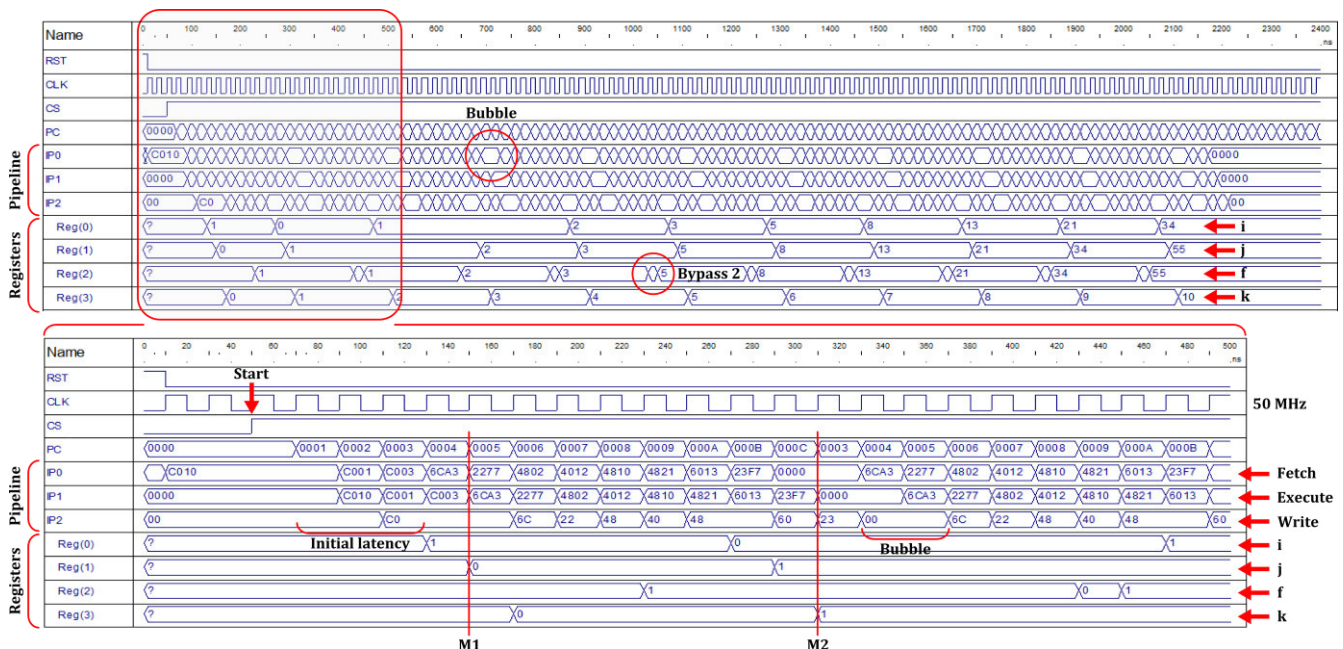 Name 0 100 200 300 400 500 600 700 800 900 1000 1100 1200 1300 1400 1500 1600 1700 1800 1900 2000 2100 2200 2300 2400 ns
RST
CLK
CS
Bubble
PC 0000
Pipeline
IP0 C010 0000
IP1 0000 0000
IP2 00 C0 00
Registers
Reg(0) ? 1 0 1 2 3 5 8 13 21 34 i
Reg(1) ? 0 1 2 3 5 8 13 21 34 55 j
Reg(2) ? 1 1 2 3 5 Bypass 2 8 13 21 34 55 f
Reg(3) ? 0 1 2 3 4 5 6 7 8 9 10 k
Name 0 20 40 60 80 100 120 140 160 180 200 220 240 260 280 300 320 340 360 380 400 420 440 460 480 500 ns
RST Start
CLK 50 MHz
CS
PC 0000 0001 0002 0003 0004 0005 0006 0007 0008 0009 000A 000B 000C 0003 0004 0005 0006 0007 0008 0009 000A 000B
Pipeline
IP0 C010 C001 C003 6CA3 2277 4802 4012 4810 4821 6013 23F7 0000 6CA3 2277 4802 4012 4810 4821 6013 23F7 Fetch
IP1 0000 C010 C001 C003 6CA3 2277 4802 4012 4810 4821 6013 23F7 0000 6CA3 2277 4802 4012 4810 4821 6013 Execute
IP2 00 C0 6C 22 48 40 48 60 23 00 6C 22 48 40 48 60 Write
Initial latency Bubble
Registers
Reg(0) ? 1 0 1 i
Reg(1) ? 0 1 j
Reg(2) ? 1 0 1 f
Reg(3) ? 0 1 k
M1 M2